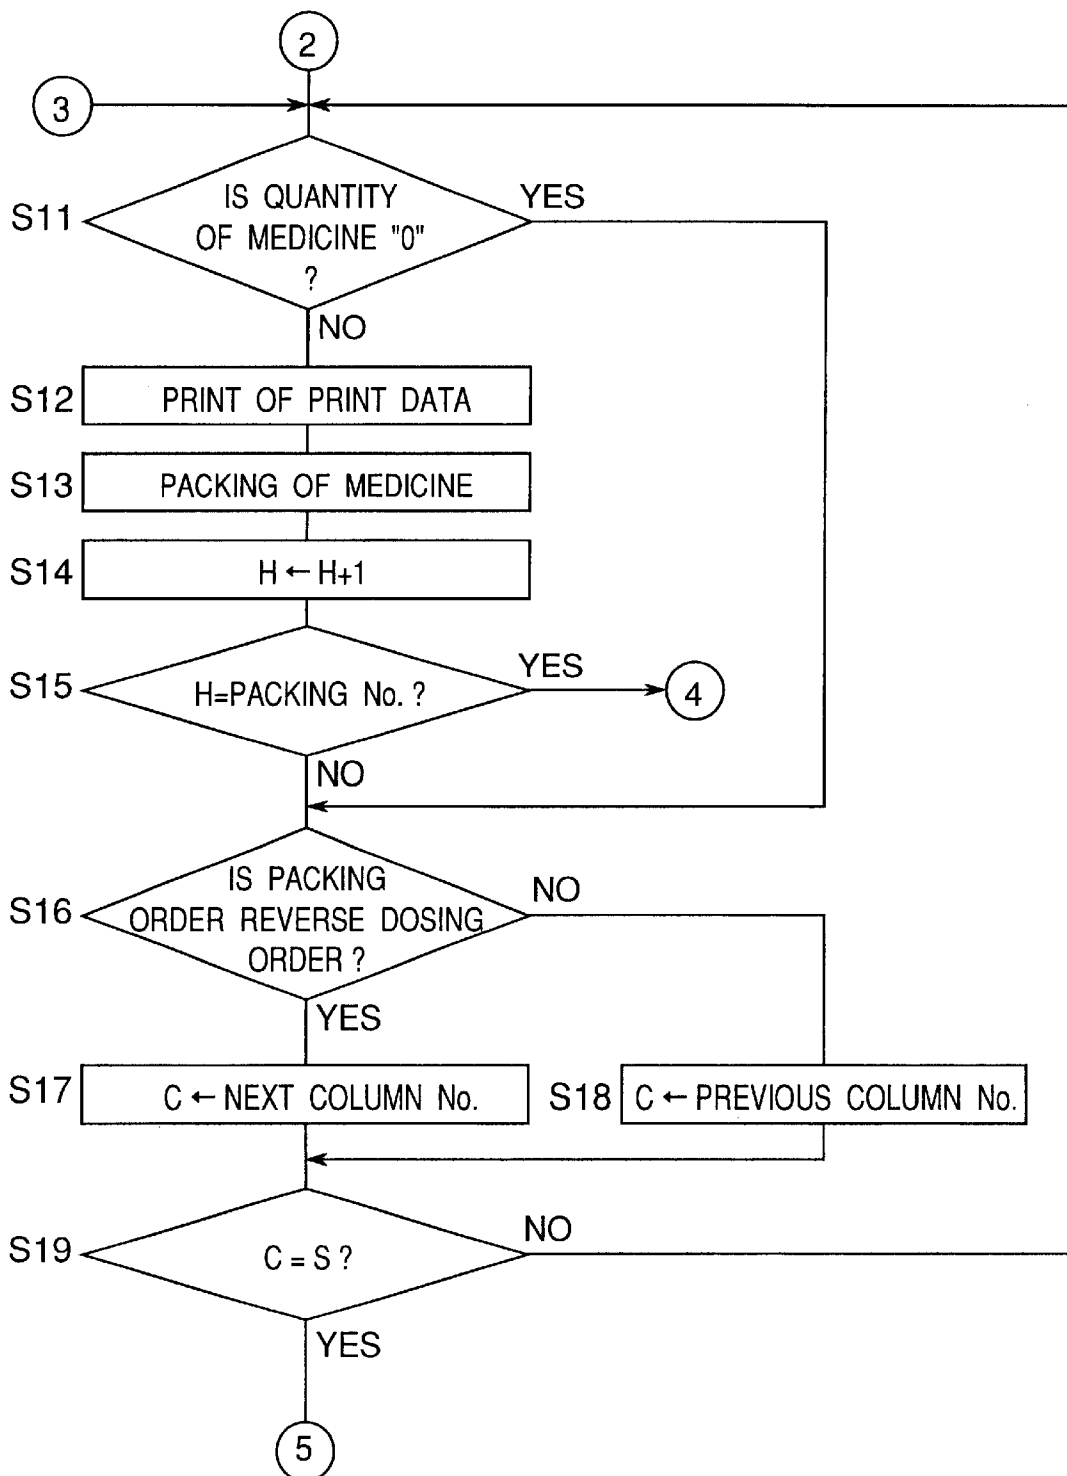 2
3
S11
IS QUANTITY
OF MEDICINE "0"
?
YES
NO
S12
PRINT OF PRINT DATA
S13
PACKING OF MEDICINE
S14
H ← H+1
S15
H=PACKING No. ?
YES
4
NO
S16
IS PACKING
ORDER REVERSE DOSING
ORDER ?
NO
YES
S17
C ← NEXT COLUMN No.
S18
C ← PREVIOUS COLUMN No.
S19
C = S ?
NO
YES
5